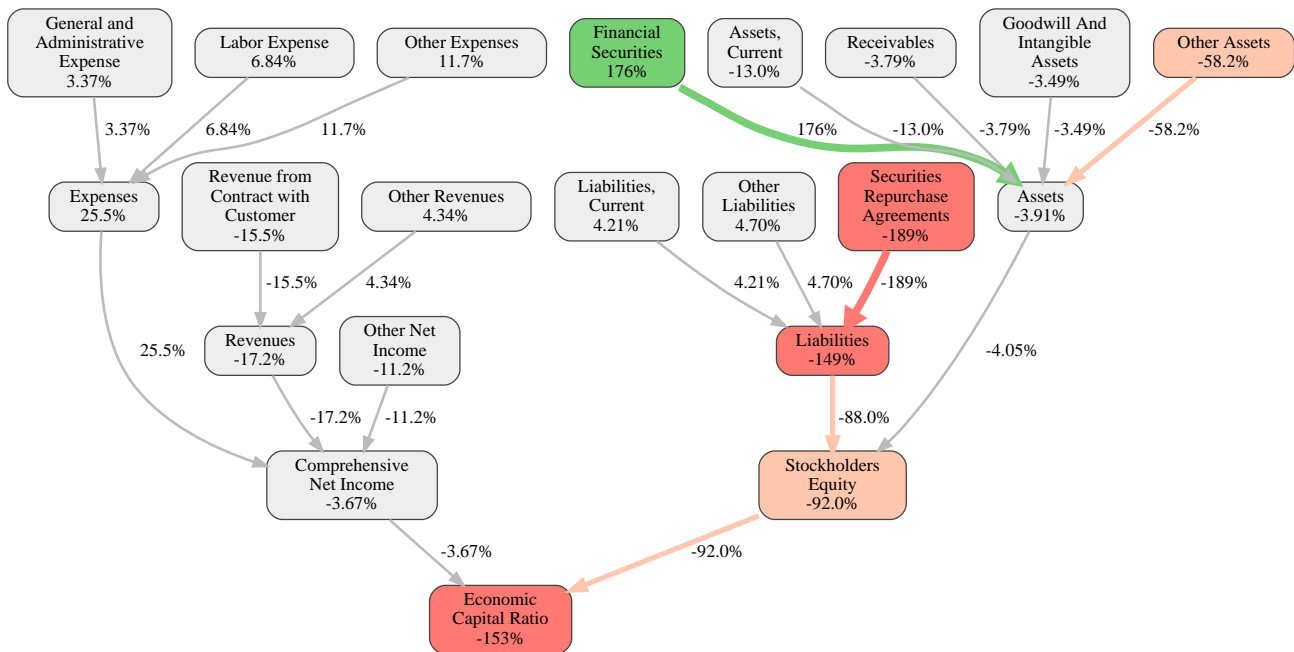 General and
Administrative
Expense
3.37%
Labor Expense
6.84%
Other Expenses
11.7%
Financial
Securities
176%
Assets,
Current
-13.0%
Receivables
-3.79%
Goodwill And
Intangible
Assets
-3.49%
Other Assets
-58.2%
3.37%
6.84%
11.7%
176%
-13.0%
-3.79%
-3.49%
-58.2%
Expenses
25.5%
Revenue from
Contract with
Customer
-15.5%
Other Revenues
4.34%
Liabilities,
Current
4.21%
Other
Liabilities
4.70%
Securities
Repurchase
Agreements
-189%
Assets
-3.91%
-15.5%
4.34%
4.21%
4.70%
-189%
25.5%
Revenues
-17.2%
Other Net
Income
-11.2%
Liabilities
-149%
-4.05%
-17.2%
-11.2%
-88.0%
Comprehensive
Net Income
-3.67%
Stockholders
Equity
-92.0%
-3.67%
-92.0%
Economic
Capital Ratio
-153%